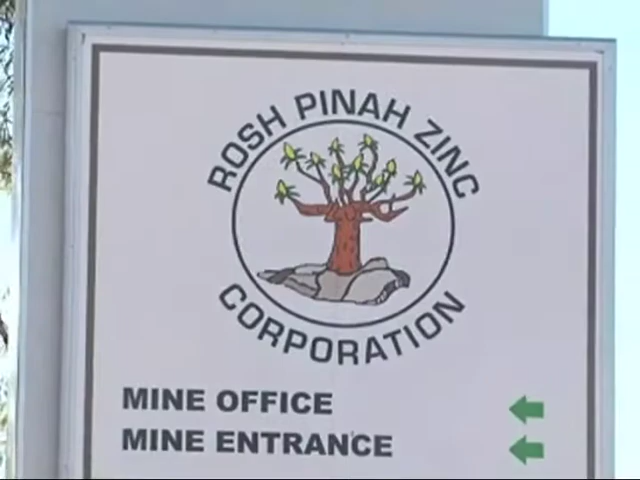 ROSH PINAH ZINC
CORPORATION
MINE OFFICE
MINE ENTRANCE